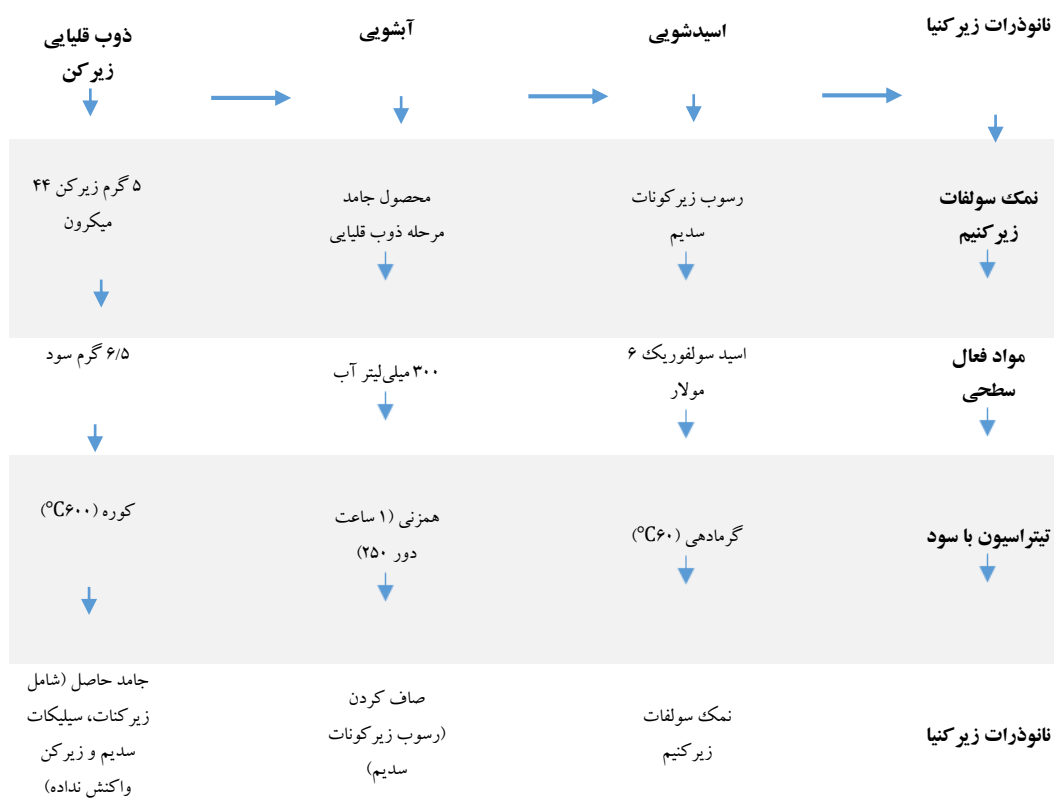 ذوب قلیایی
زیرکن
آبشویی
اسیدشویی
نانوذرات زیرکنیا
۵ گرم زیرکن ۴۴
میکرون
محصول جامد
مرحله ذوب قلیایی
رسوب زیرکونات
سدیم
نمک سولفات
زیرکنیم
۶/۵ گرم سود
۳۰۰ میلی‌لیتر آب
اسید سولفوریک ۶
مولار
مواد فعال
سطحی
کوره (۶۰۰°C)
همزنی (۱ ساعت
دور ۲۵۰)
گرمادهی (۶۰°C)
تیتراسیون با سود
جامد حاصل (شامل
زیرکنات، سیلیکات
سدیم و زیرکن
واکنش نداده)
صاف کردن
(رسوب زیرکونات
سدیم)
نمک سولفات
زیرکنیم
نانوذرات زیرکنیا